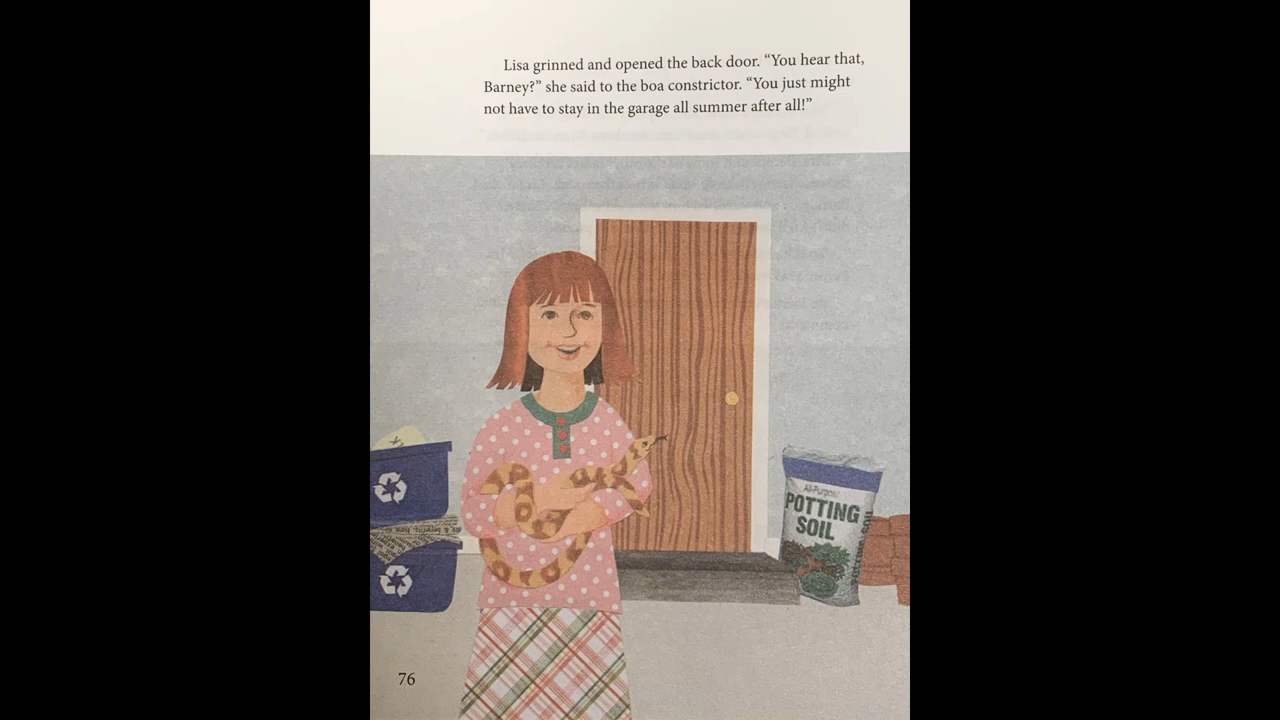 Lisa grinned and opened the back door. “You hear that,
Barney?” she said to the boa constrictor. “You just might
not have to stay in the garage all summer after all!”
All-Purpose
POTTING
SOIL
76